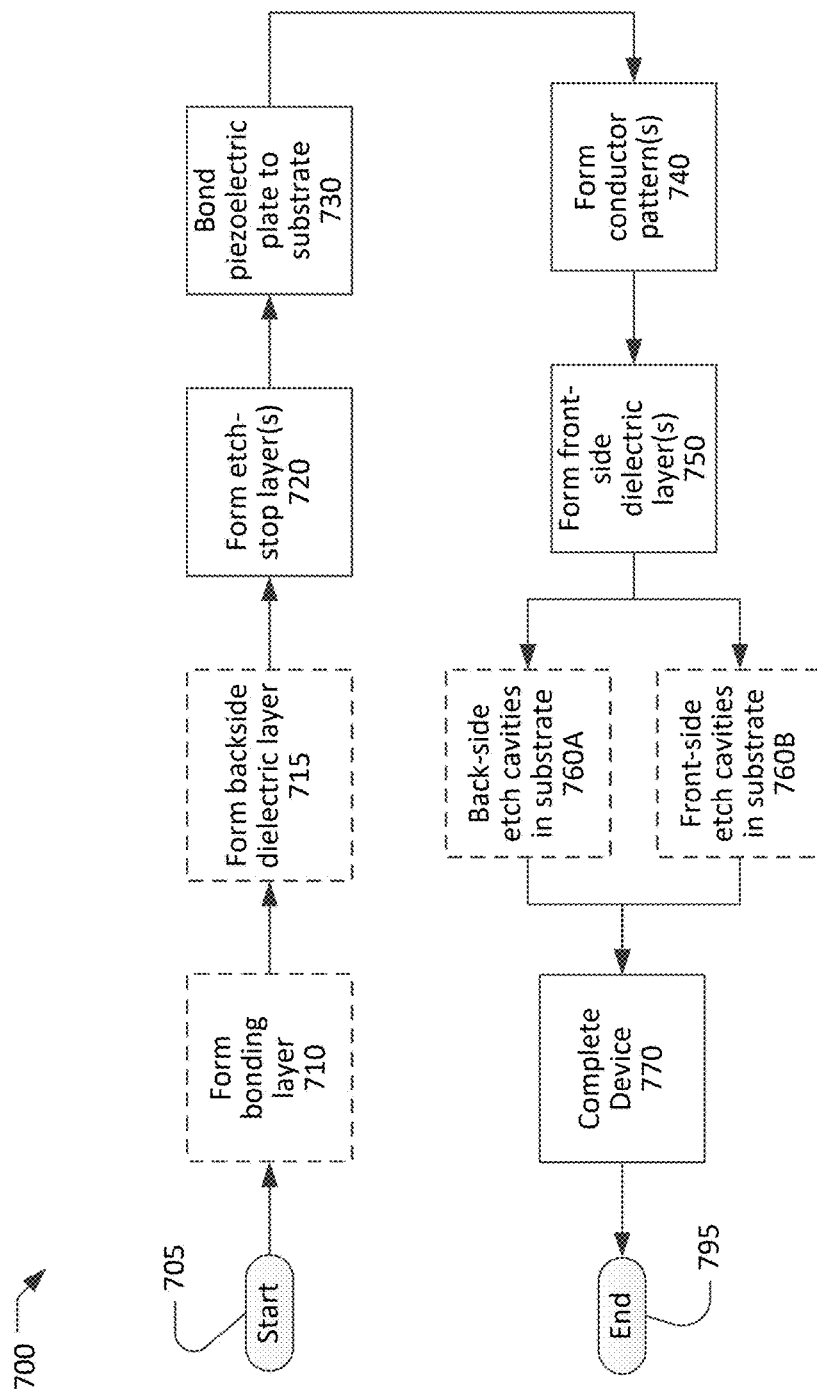 700
705
Start
Form
bonding
layer
710
Form backside
dielectric layer
715
Form etch-
stop layer(s)
720
Bond
piezoelectric
plate to
substrate
730
Form
conductor
pattern(s)
740
Form front-
side
dielectric
layer(s)
750
Back-side
etch cavities
in substrate
760A
Front-side
etch cavities
in substrate
760B
Complete
Device
770
End
795